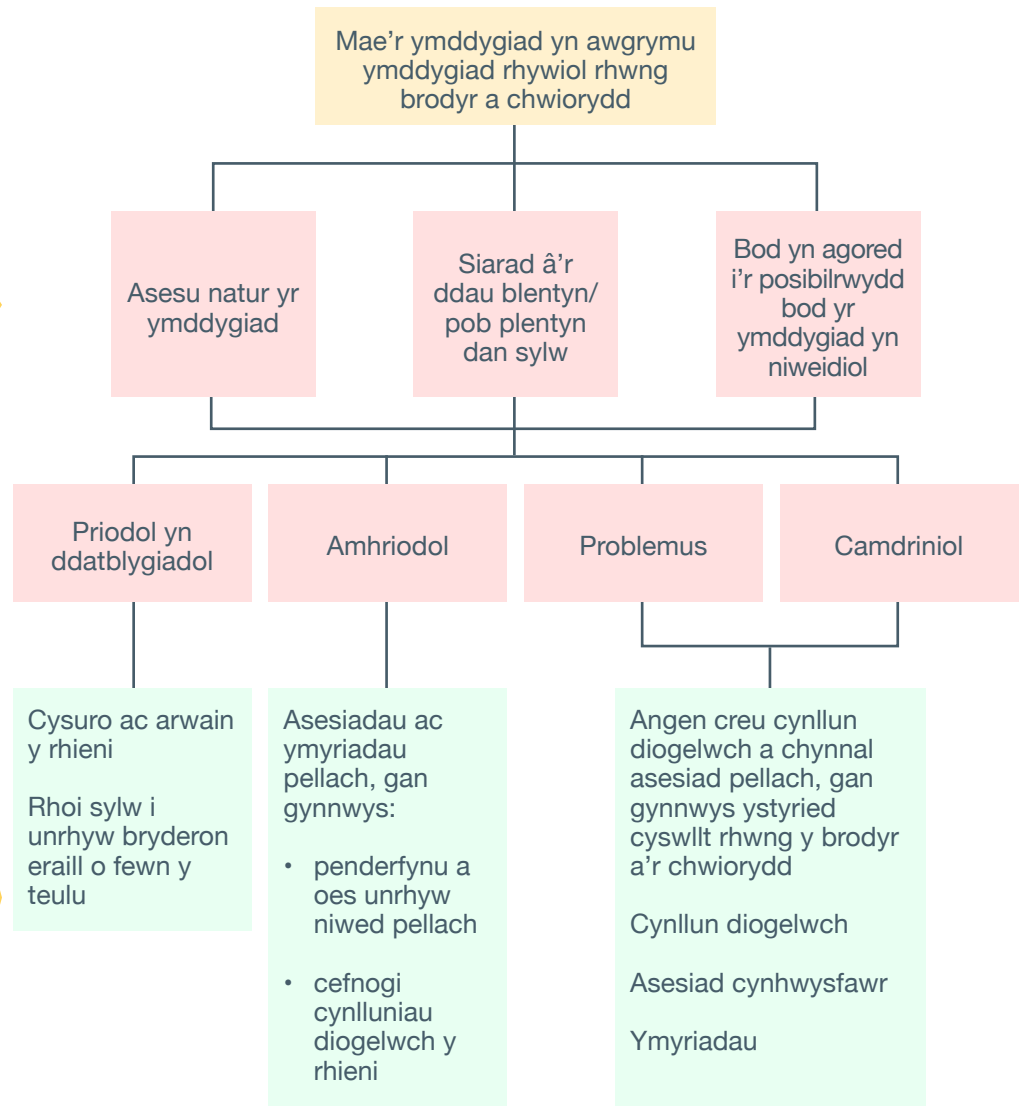 Mae'r ymddygiad yn awgrymu
ymddygiad rhywiol rhwng
brodyr a chwiorydd
Asesu natur yr
ymddygiad
Siarad â'r
ddau blentyn/
pob plentyn
dan sylw
Bod yn agored
i'r posibilrwydd
bod yr
ymddygiad yn
niweidiol
Priodol yn
ddatblygiadol
Amhriodol
Problemus
Camdriniol
Cysuro ac arwain
y rhieni
Rhoi sylw i
unrhyw bryderon
eraill o fewn y
teulu
Asesiadau ac
ymyriadau
pellach, gan
gynnwys:
• penderfynu a
oes unrhyw
niwed pellach
• cefnogi
cynlluniau
diogelwch y
rhieni
Angen creu cynllun
diogelwch a chynnal
asesiad pellach, gan
gynnwys ystyried
cyswllt rhwng y brodyr
a'r chwiorydd
Cynllun diogelwch
Asesiad cynhwysfawr
Ymyriadau